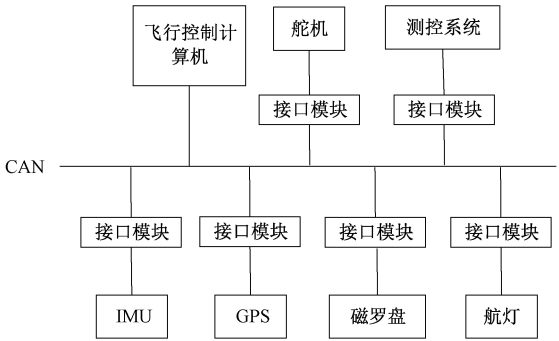 飞行控制计
算机
舵机
测控系统
接口模块
接口模块
CAN
接口模块
接口模块
接口模块
接口模块
IMU
GPS
磁罗盘
航灯